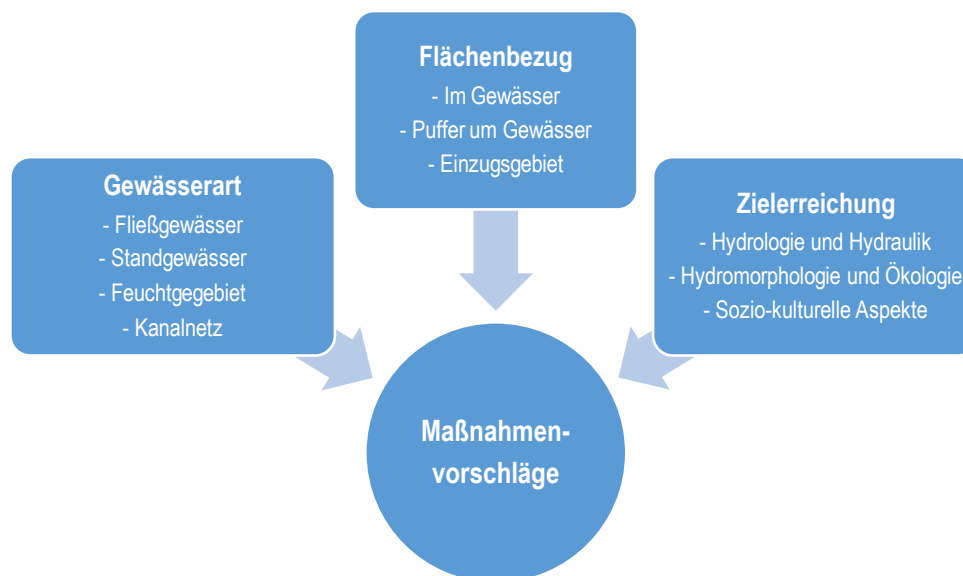 Flächenbezug
- Im Gewässer
- Puffer um Gewässer
- Einzugsgebiet
Gewässerart
- Fließgewässer
- Standgewässer
- Feuchtgegebiet
- Kanalnetz
Zielerreichung
- Hydrologie und Hydraulik
- Hydromorphologie und Ökologie
- Sozio-kulturelle Aspekte
Maßnahmen-
vorschläge